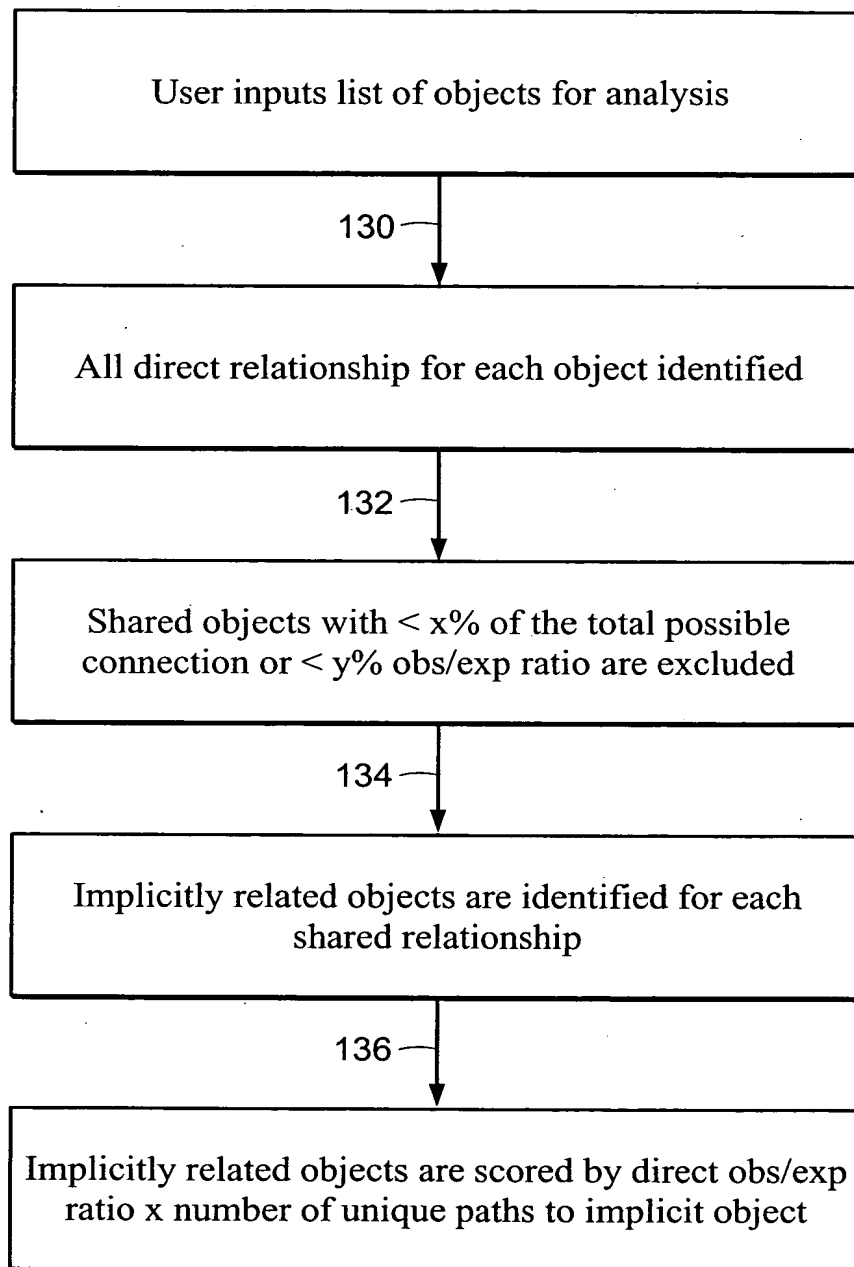 User inputs list of objects for analysis
130
All direct relationship for each object identified
132
Shared objects with < x% of the total possible
connection or < y% obs/exp ratio are excluded
134
Implicitly related objects are identified for each
shared relationship
136
Implicitly related objects are scored by direct obs/exp
ratio x number of unique paths to implicit object